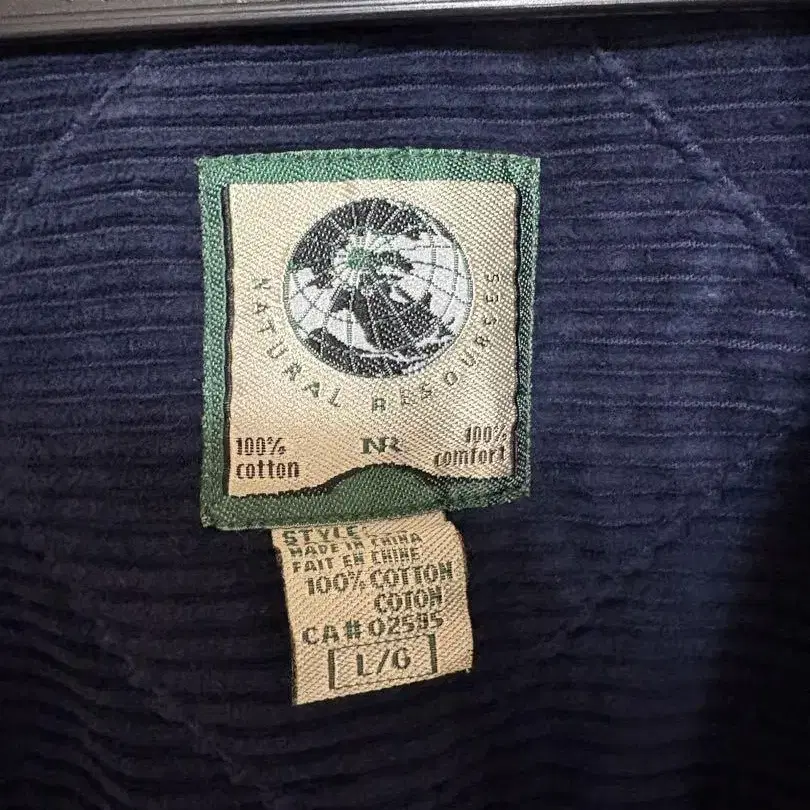 NATURAL RESOURCES
100% cotton
NR
100% comfort
STYLE
MADE IN CHINA
FAIT EN CHINE
100% COTTON
COTON
CA# 02595
L/G